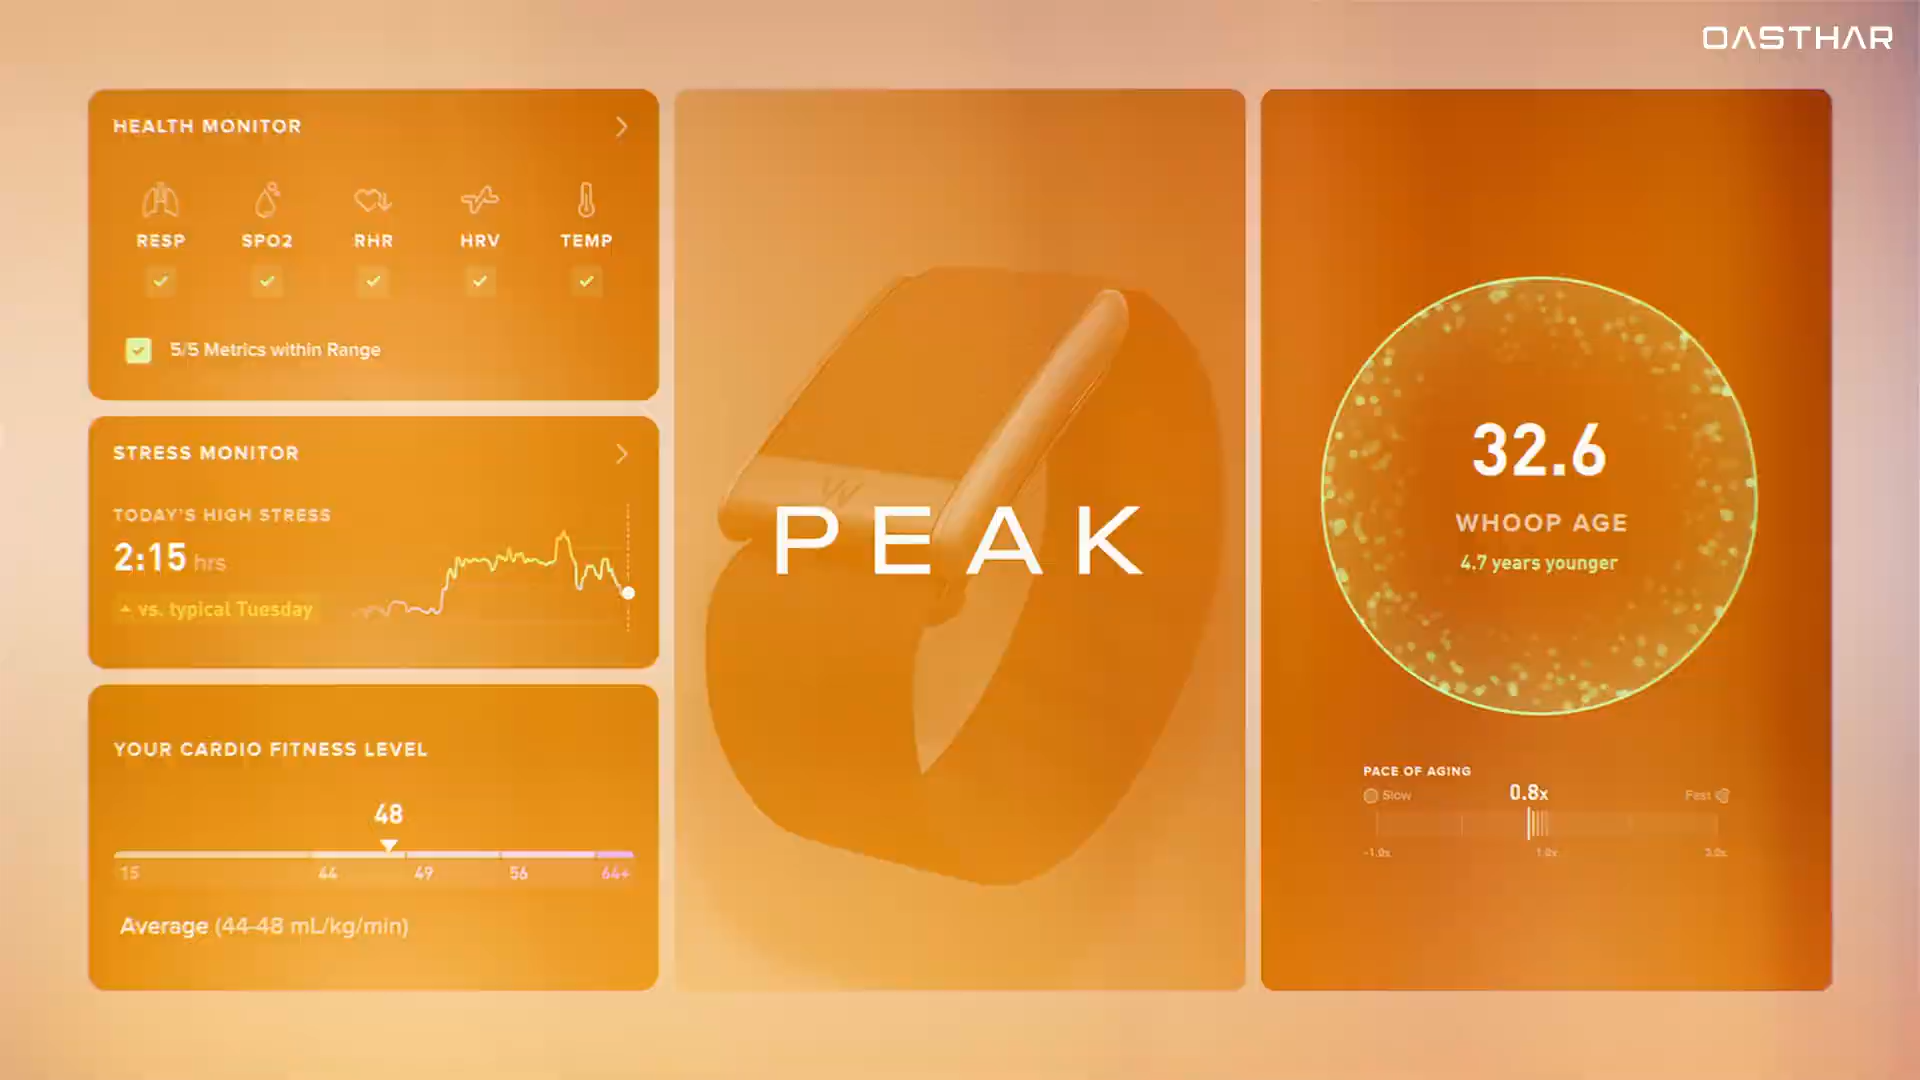 OASTHAR
HEALTH MONITOR
RESP SPO2 RHR HRV TEMP
5/5 Metrics within Range
STRESS MONITOR
TODAY'S HIGH STRESS
2:15 hrs
vs. typical Tuesday
YOUR CARDIO FITNESS LEVEL
48
15 44 49 56 64+
Average (44-48 mL/kg/min)
W
PEAK
32.6
WHOOP AGE
4.7 years younger
PACE OF AGING
0.8x
Slow Fast
-1.0x 1.0x 3.0x